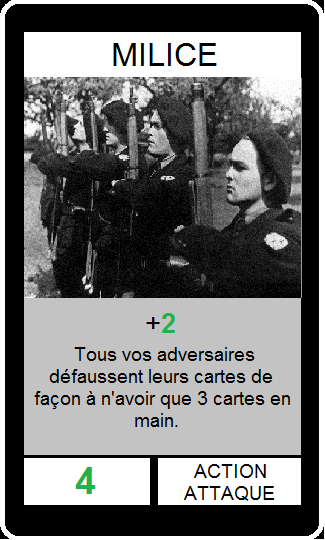 MILICE
+2
Tous vos adversaires
défaussent leurs cartes de
façon à n'avoir que 3 cartes en
main.
4
ACTION
ATTAQUE